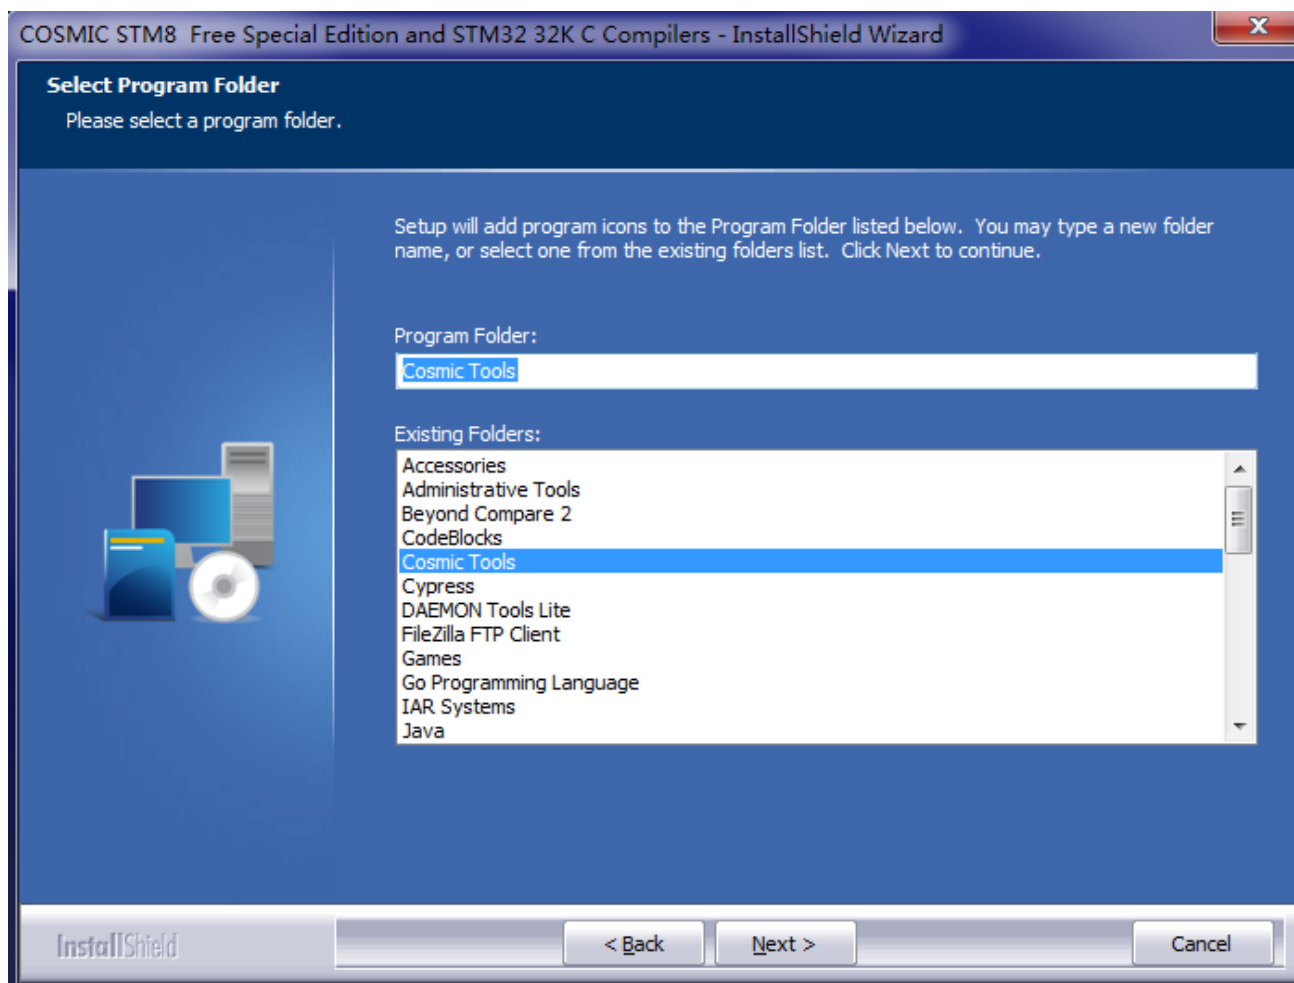 COSMIC STM8  Free Special Edition and STM32 32K C Compilers - InstallShield Wizard
X
Select Program Folder
Please select a program folder.
Setup will add program icons to the Program Folder listed below.  You may type a new folder
name, or select one from the existing folders list.  Click Next to continue.
Program Folder:
Cosmic Tools
Existing Folders:
Accessories
Administrative Tools
Beyond Compare 2
CodeBlocks
Cosmic Tools
Cypress
DAEMON Tools Lite
FileZilla FTP Client
Games
Go Programming Language
IAR Systems
Java
InstallShield
< Back
Next >
Cancel